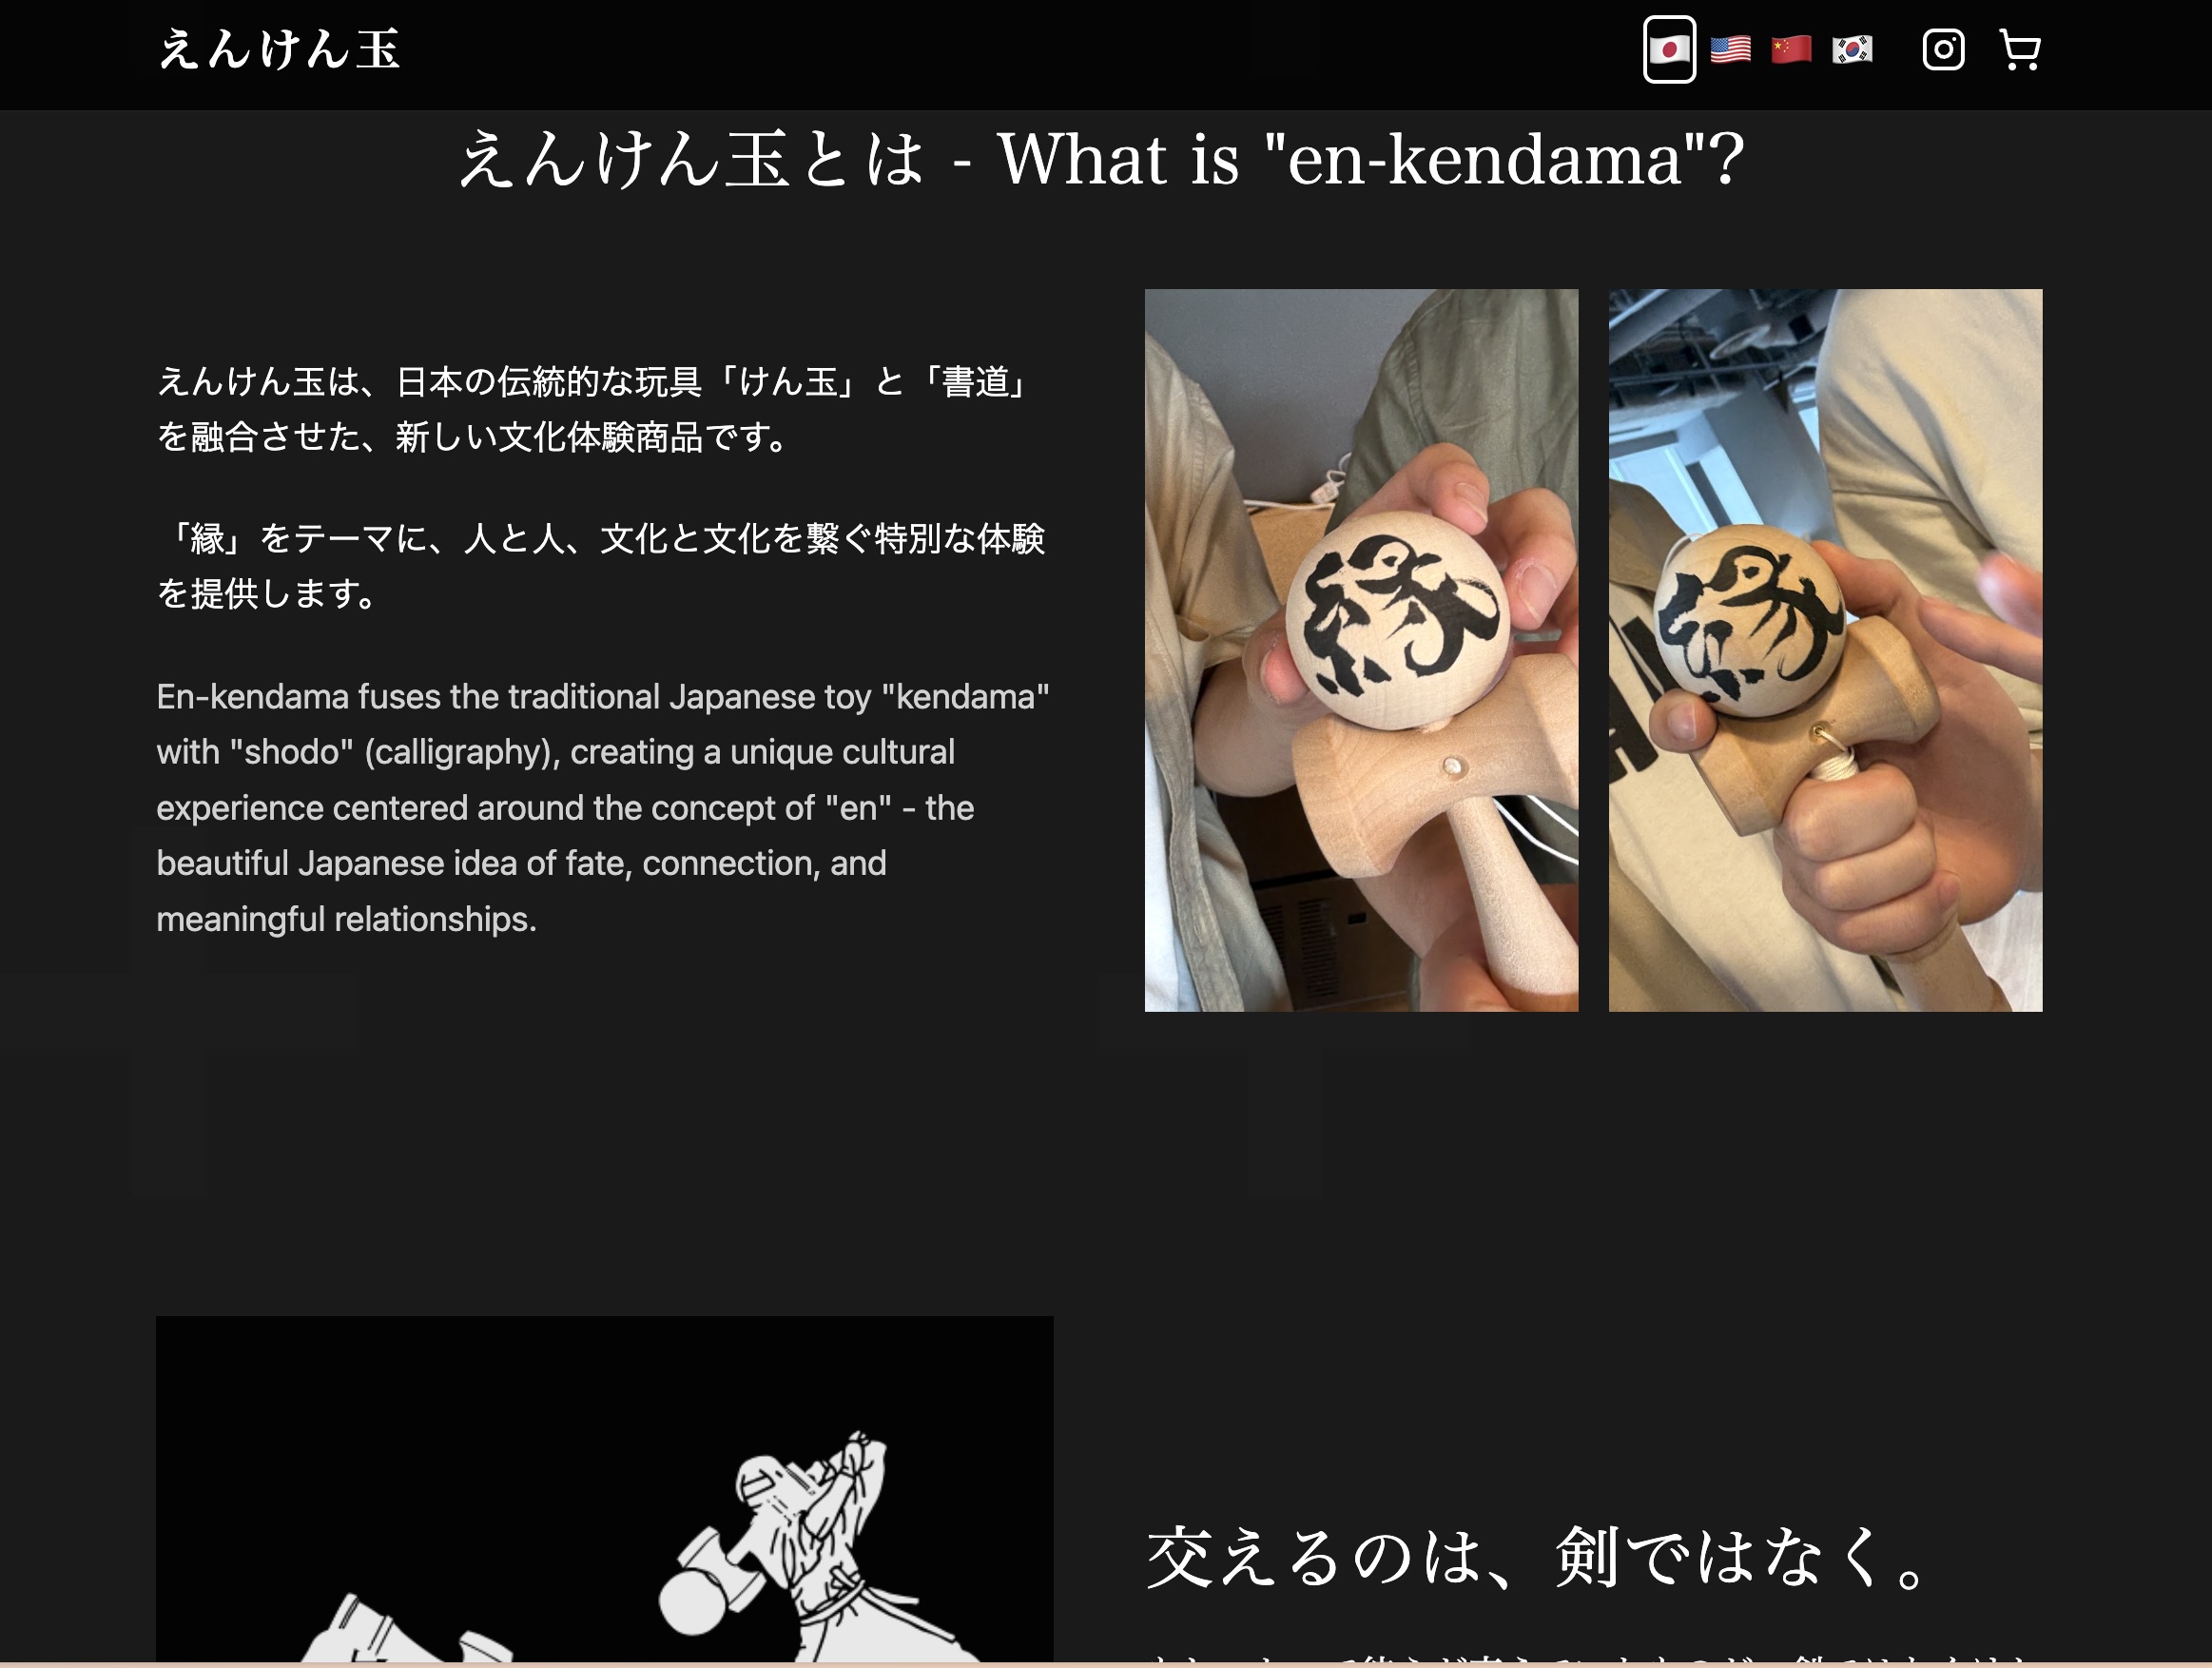 えんけん玉
えんけん玉とは - What is "en-kendama"?
えんけん玉は、日本の伝統的な玩具「けん玉」と「書道」
を融合させた、新しい文化体験商品です。
「縁」をテーマに、人と人、文化と文化を繋ぐ特別な体験
を提供します。
En-kendama fuses the traditional Japanese toy "kendama"
with "shodo" (calligraphy), creating a unique cultural
experience centered around the concept of "en" - the
beautiful Japanese idea of fate, connection, and
meaningful relationships.
縁
縁
交えるのは、剣ではなく。